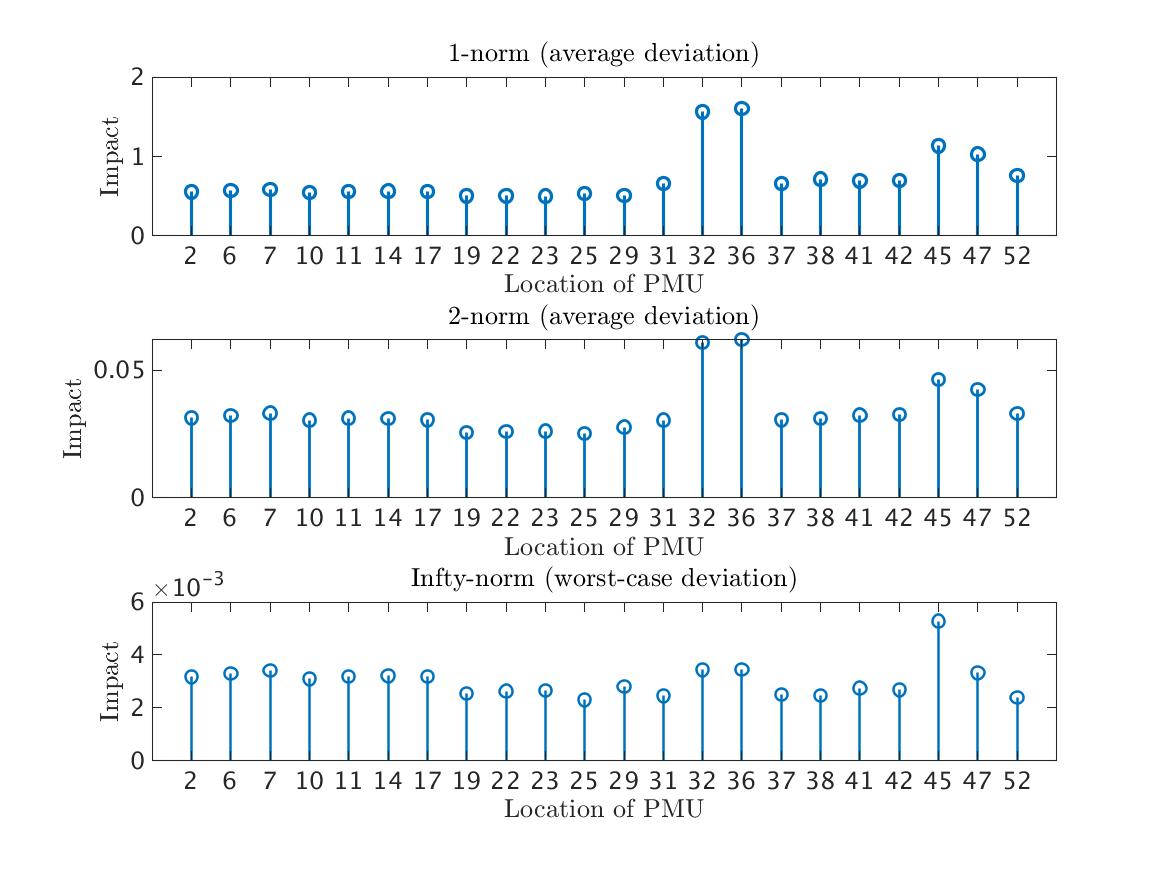 1-norm (average deviation)
2
1
0
Impact
2 6 7 10 11 14 17 19 22 23 25 29 31 32 36 37 38 41 42 45 47 52
Location of PMU
2-norm (average deviation)
0.05
0
Impact
2 6 7 10 11 14 17 19 22 23 25 29 31 32 36 37 38 41 42 45 47 52
Location of PMU
Infty-norm (worst-case deviation)
×10⁻³
6
4
2
0
Impact
2 6 7 10 11 14 17 19 22 23 25 29 31 32 36 37 38 41 42 45 47 52
Location of PMU